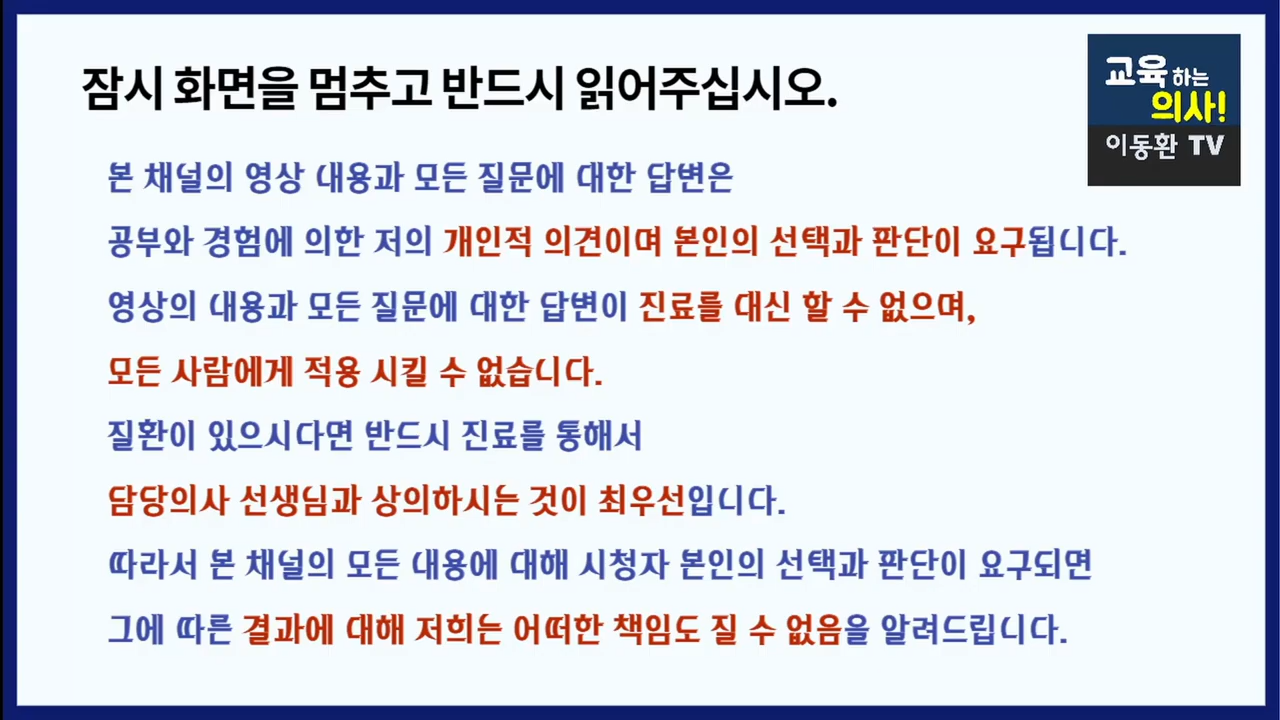 잠시 화면을 멈추고 반드시 읽어주십시오.
교육 하는
의사!
이동환 TV
본 채널의 영상 내용과 모든 질문에 대한 답변은
공부와 경험에 의한 저의 개인적 의견이며 본인의 선택과 판단이 요구됩니다.
영상의 내용과 모든 질문에 대한 답변이 진료를 대신 할 수 없으며,
모든 사람에게 적용 시킬 수 없습니다.
질환이 있으시다면 반드시 진료를 통해서
담당의사 선생님과 상의하시는 것이 최우선입니다.
따라서 본 채널의 모든 내용에 대해 시청자 본인의 선택과 판단이 요구되면
그에 따른 결과에 대해 저희는 어떠한 책임도 질 수 없음을 알려드립니다.